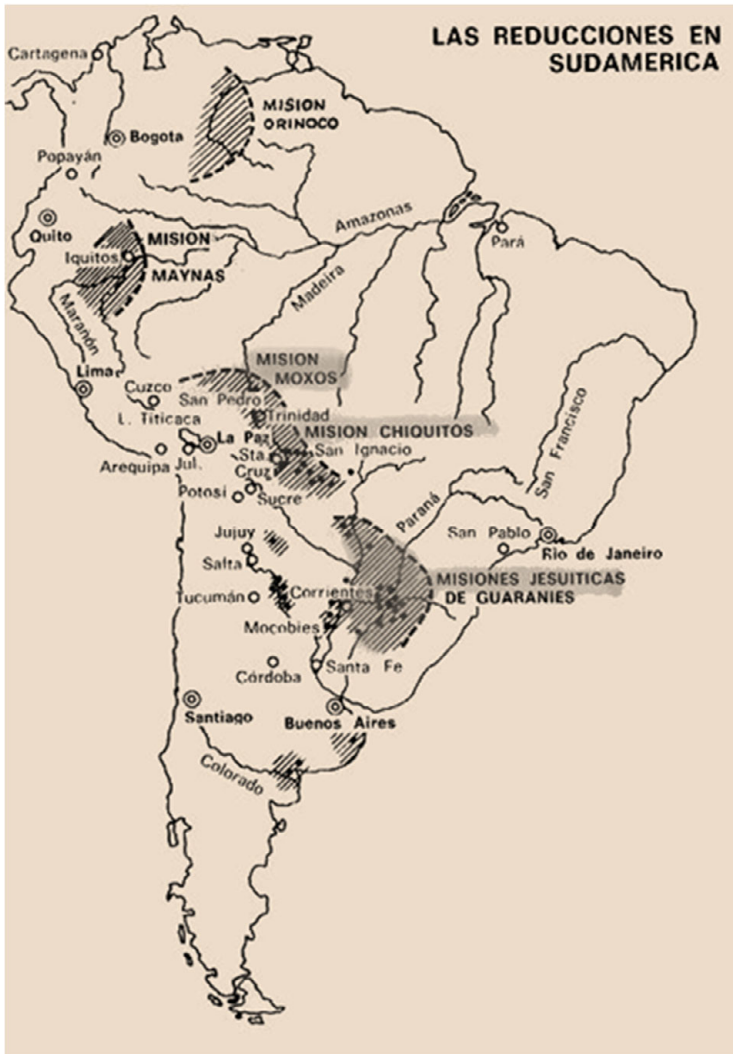 LAS REDUCCIONES EN
SUDAMERICA
Cartagena
MISION
ORINOCO
Bogota
Popayán
Quito
Amazonas
Pará
MISION
Iquitos
MAYNAS
Madeira
Marañón
MISION
MOXOS
Lima
Cuzco
San Pedro
L. Titicaca
Trinidad
MISION CHIQUITOS
La Paz
Sta.
San Ignacio
Arequipa
Jul.
Cruz
San Francisco
Potosí
Sucre
Paraná
Jujuy
San Pablo
Rio de Janeiro
Salta
MISIONES JESUITICAS
DE GUARANIES
Tucumán
Corrientes
Mocobies
Santa Fe
Córdoba
Santiago
Buenos Aires
Colorado